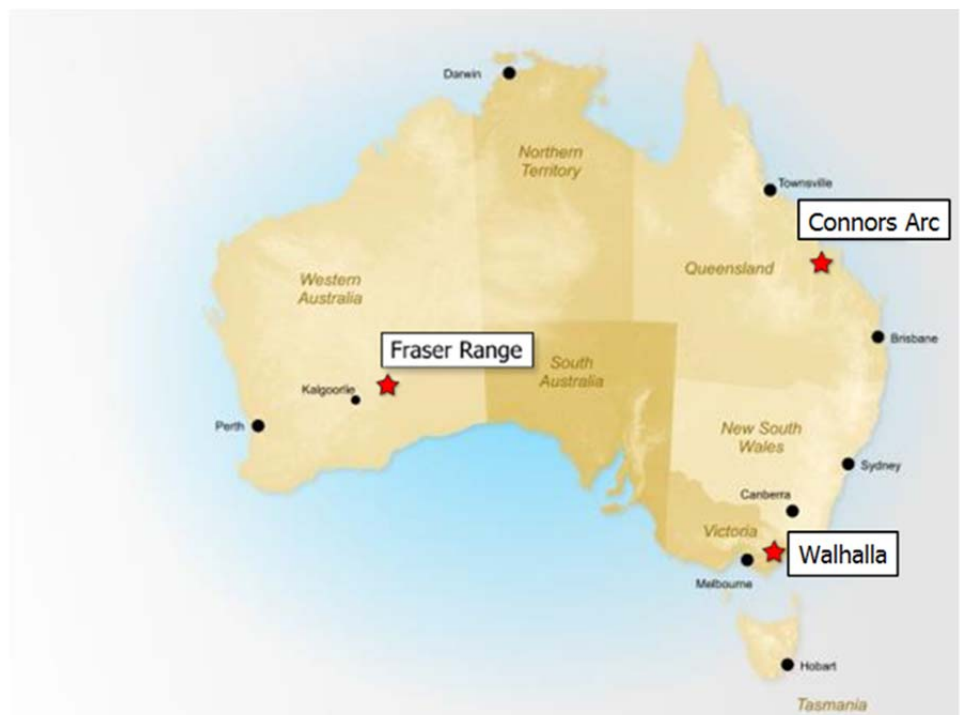 Darwin
Northern
Territory
Townsville
Connors Arc
Queensland
Western
Australia
Fraser Range
Brisbane
South
Australia
Kalgoorlie
Perth
New South
Wales
Sydney
Canberra
Victoria
Walhalla
Melbourne
Hobart
Tasmania